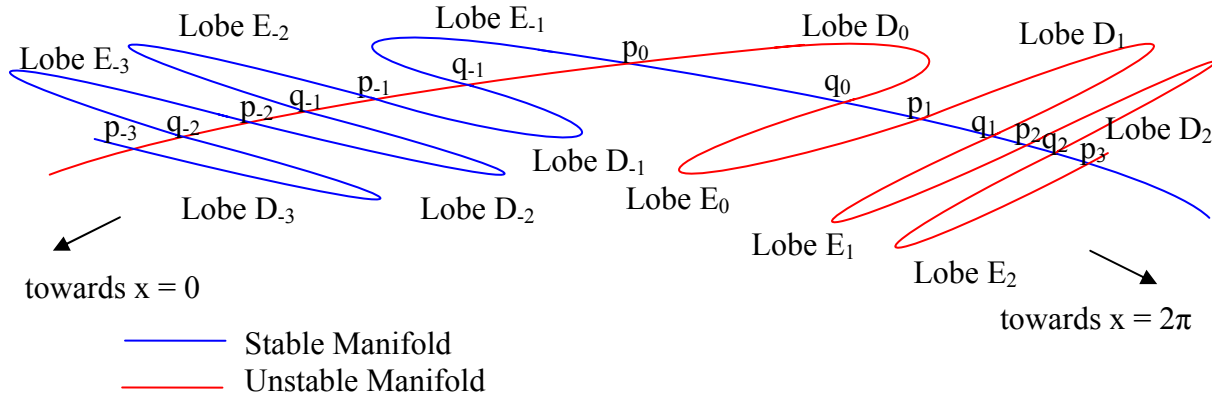 Lobe E-1
Lobe D0
Lobe E-2
Lobe D1
Lobe E-3
p0
q-1
p-1
q-1
p-2
q-2
p-3
q0
p1
q1
p2
q2
p3
Lobe D2
Lobe D-1
Lobe E0
Lobe D-3
Lobe D-2
Lobe E1
Lobe E2
towards x = 0
towards x = 2π
Stable Manifold
Unstable Manifold